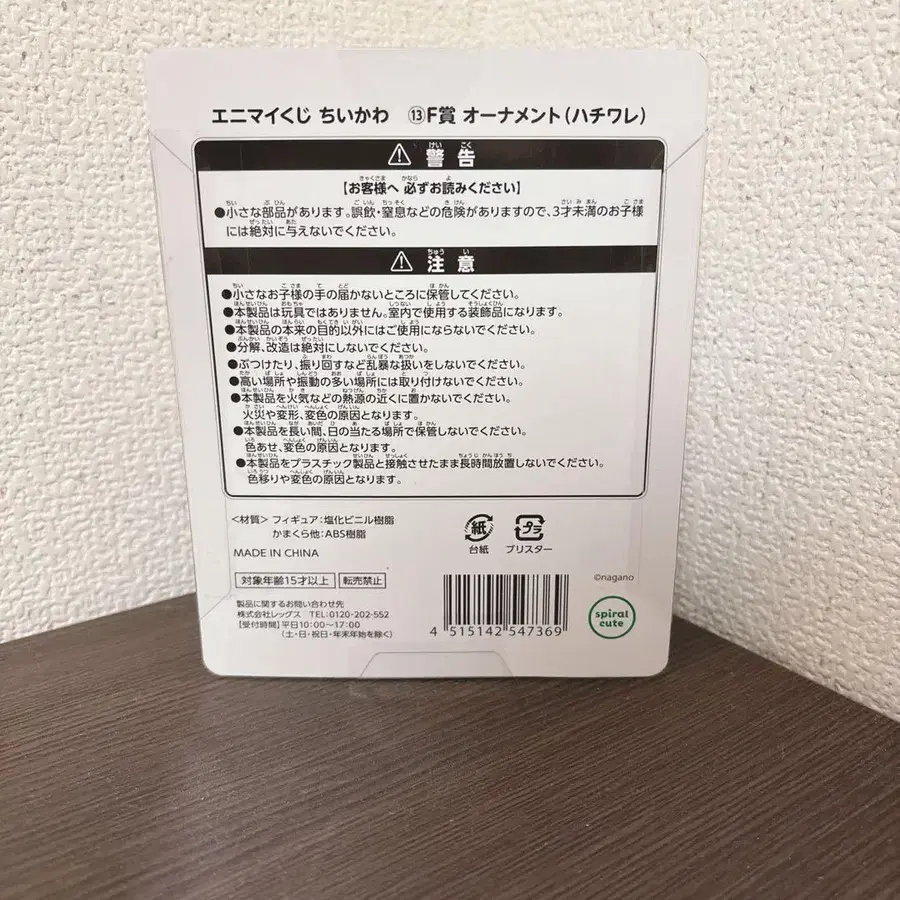 エニマイくじ ちいかわ ⑬F賞 オーナメント(ハチワレ)
⚠ 警告
【お客様へ 必ずお読みください】
●小さな部品があります。誤飲・窒息などの危険がありますので、3才未満のお子様
には絶対に与えないでください。
⚠ 注意
●小さなお子様の手の届かないところに保管してください。
●本製品は玩具ではありません。室内で使用する装飾品になります。
●本製品の本来の目的以外にはご使用にならないでください。
●分解、改造は絶対にしないでください。
●ぶつけたり、振り回すなど乱暴な扱いをしないでください。
●高い場所や振動の多い場所には取り付けないでください。
●本製品を火気などの熱源の近くに置かないでください。
火災や変形、変色の原因となります。
●本製品を長い間、日の当たる場所で保管しないでください。
色あせ、変色の原因となります。
●本製品をプラスチック製品と接触させたまま長時間放置しないでください。
色移りや変色の原因となります。
<材質> フィギュア:塩化ビニル樹脂
かまくら他:ABS樹脂
MADE IN CHINA
紙
台紙
プラ
ブリスター
対象年齢15才以上 転売禁止
製品に関するお問い合わせ先
株式会社レッグス TEL:0120-202-552
【受付時間】平日10:00~17:00
(土・日・祝日・年末年始を除く)
4 515142 547369
©nagano
spiral
cute